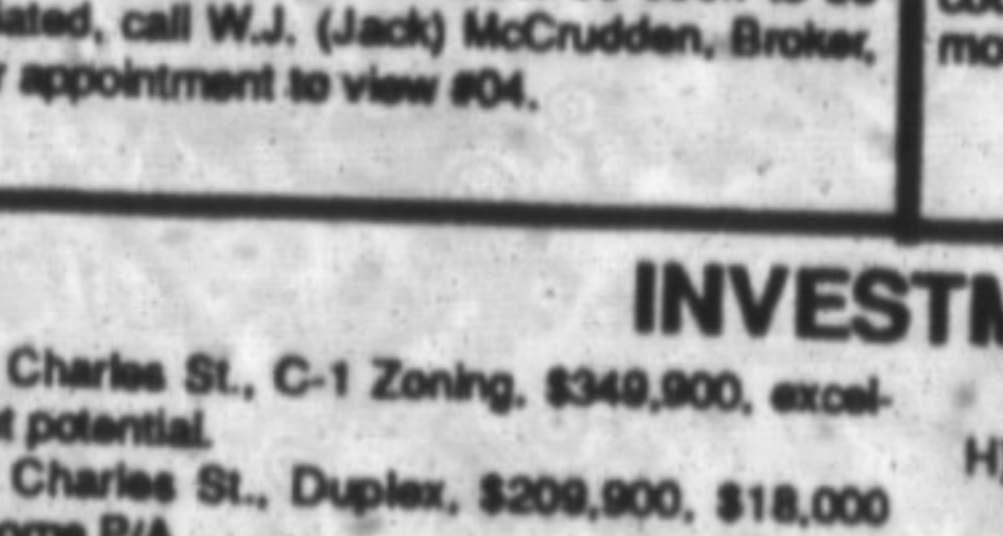 lated, call W.J. (Jack) McCrudden, Broker,
appointment to view #04.
mo
INVESTM
Charles St., C-1 Zoning, $349,900, excel-
t potential.
Charles St., Duplex, $209,900, $18,000
H